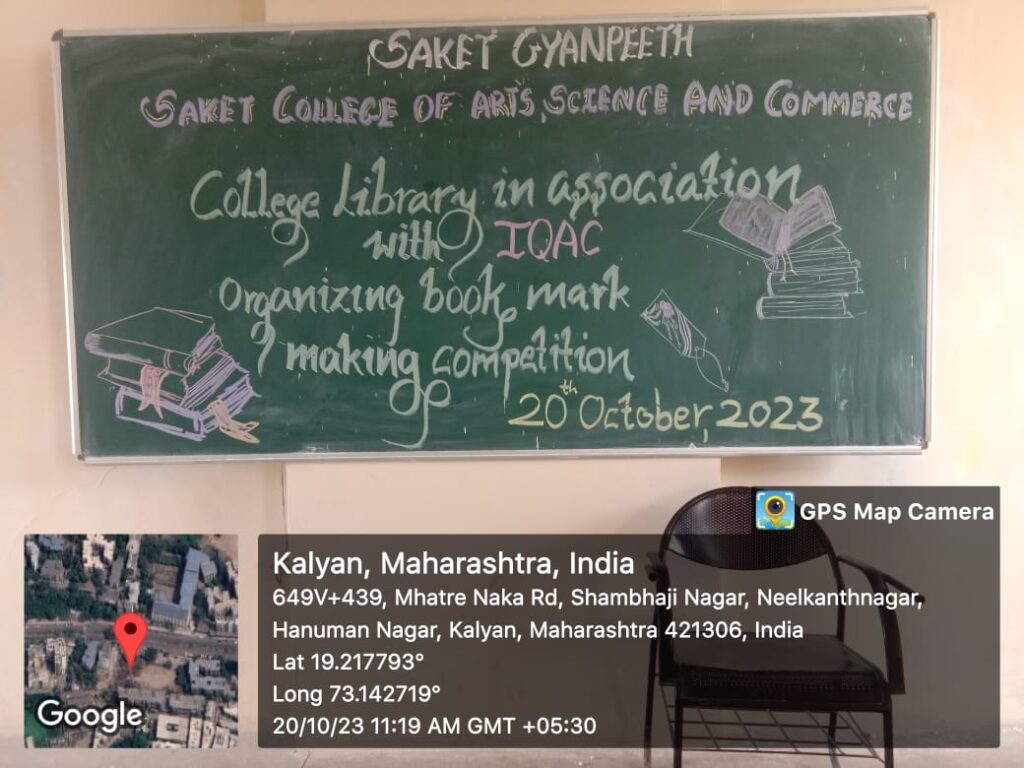 SAKET GYANPEETH
SAKET COLLEGE OF ARTS, SCIENCE AND COMMERCE
College Library in association
with IQAC
Organizing book mark
making competition
20th October, 2023
GPS Map Camera
Kalyan, Maharashtra, India
649V+439, Mhatre Naka Rd, Shambhaji Nagar, Neelkanthnagar,
Hanuman Nagar, Kalyan, Maharashtra 421306, India
Lat 19.217793°
Long 73.142719°
20/10/23 11:19 AM GMT +05:30
Google